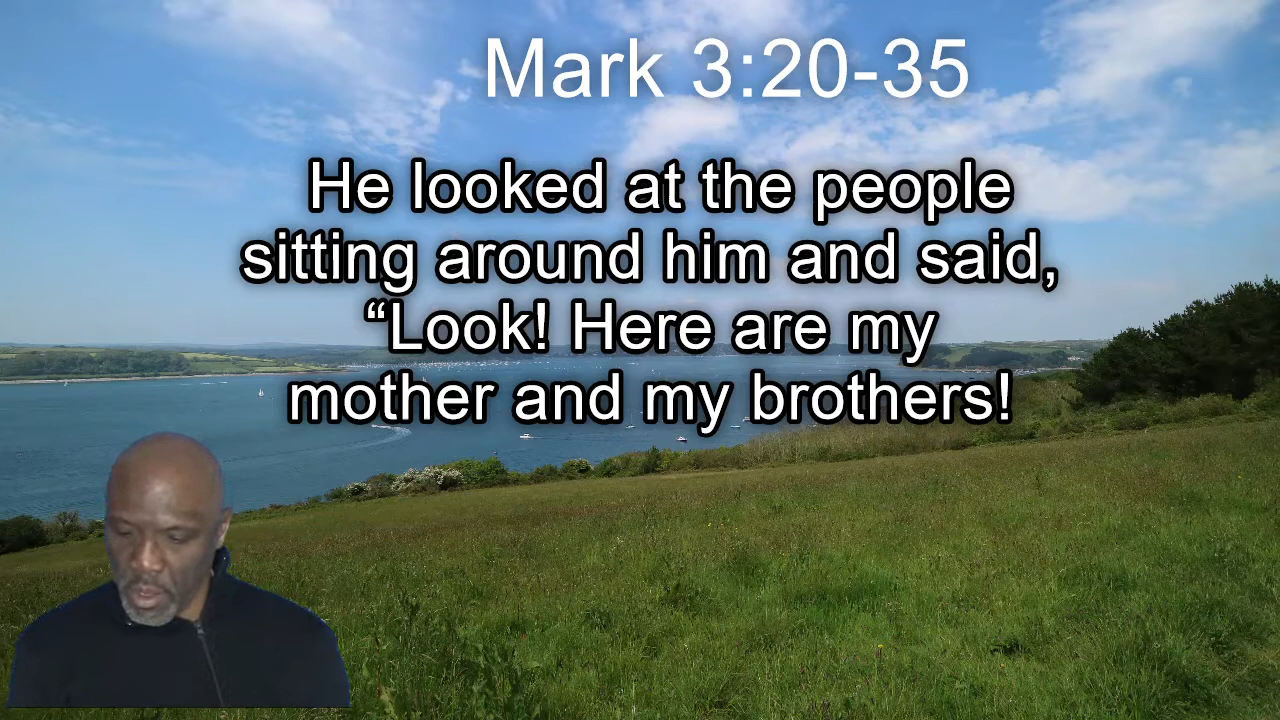 Mark 3:20-35
He looked at the people
sitting around him and said,
“Look! Here are my
mother and my brothers!